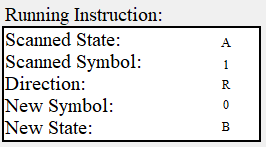 Running Instruction:
Scanned State: A
Scanned Symbol: 1
Direction: R
New Symbol: 0
New State: B